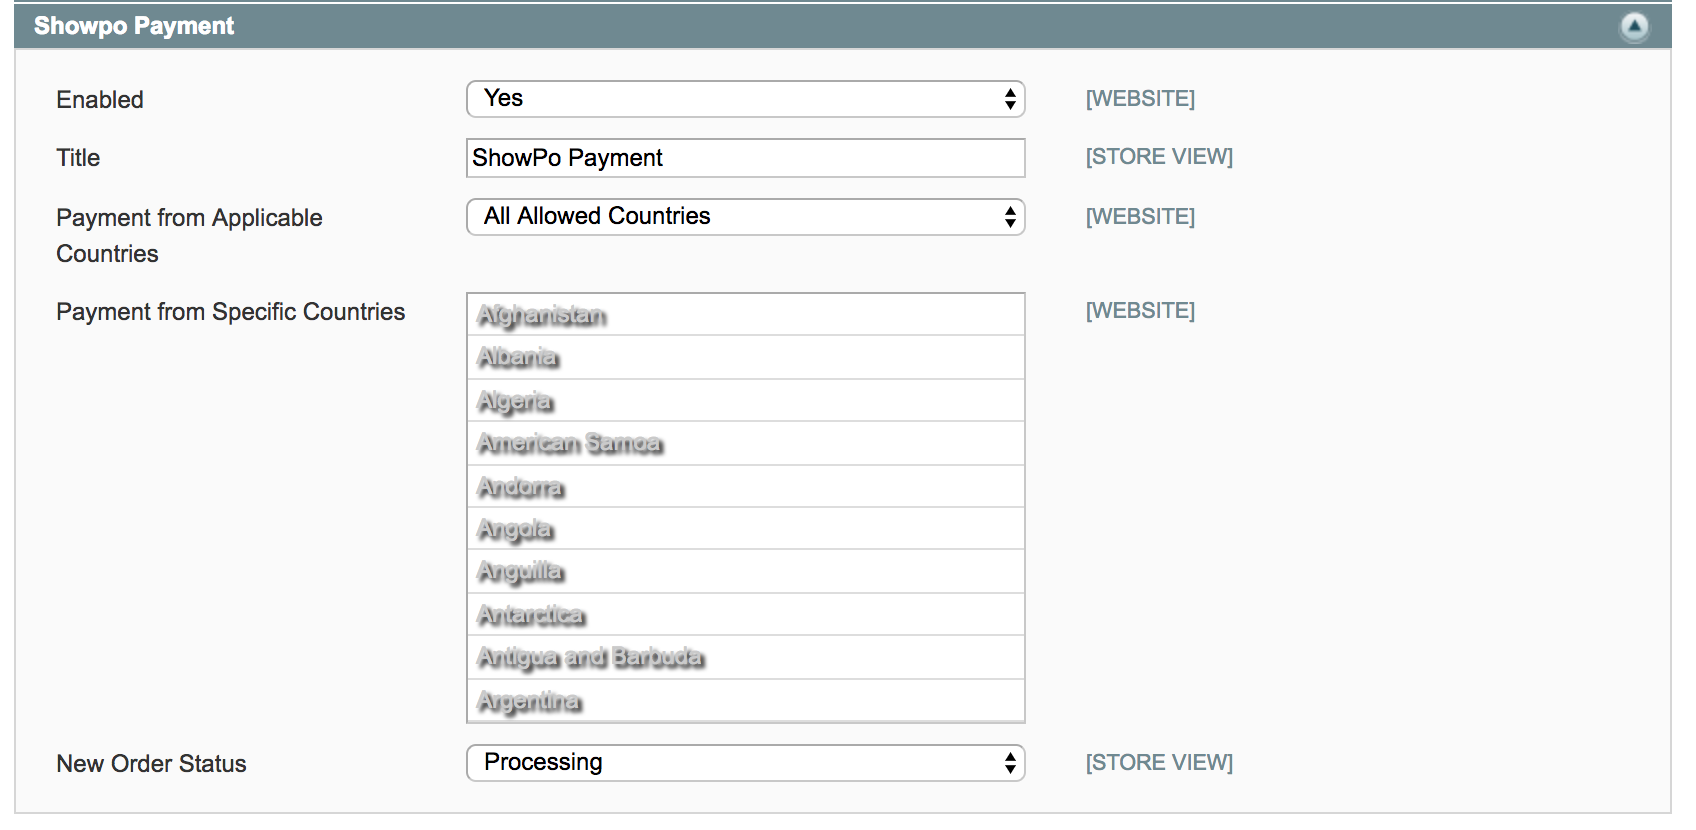 Showpo Payment
Enabled
Yes
[WEBSITE]
Title
ShowPo Payment
[STORE VIEW]
Payment from Applicable
Countries
All Allowed Countries
[WEBSITE]
Payment from Specific Countries
Afghanistan
Albania
Algeria
American Samoa
Andorra
Angola
Anguilla
Antarctica
Antigua and Barbuda
Argentina
[WEBSITE]
New Order Status
Processing
[STORE VIEW]